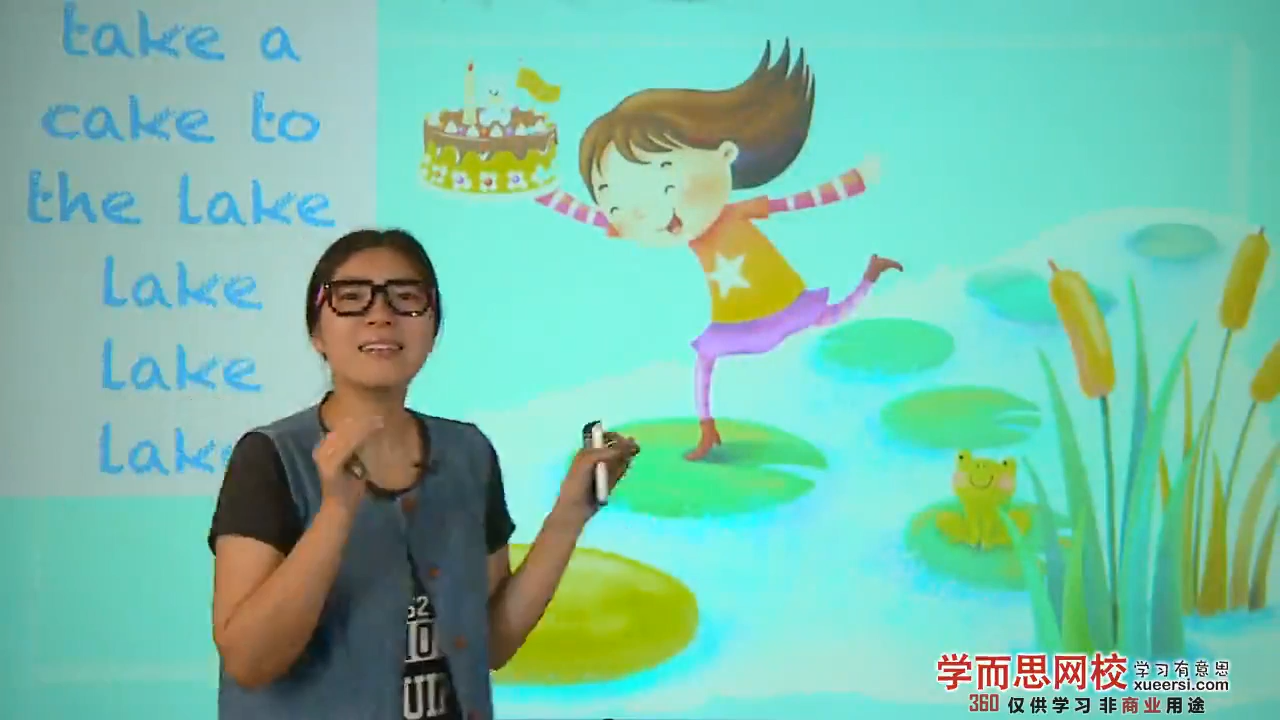 take a
cake to
the lake
lake
lake
lake
学而思网校 学习有意思
xueersi.com
360 仅供学习 非商业用途